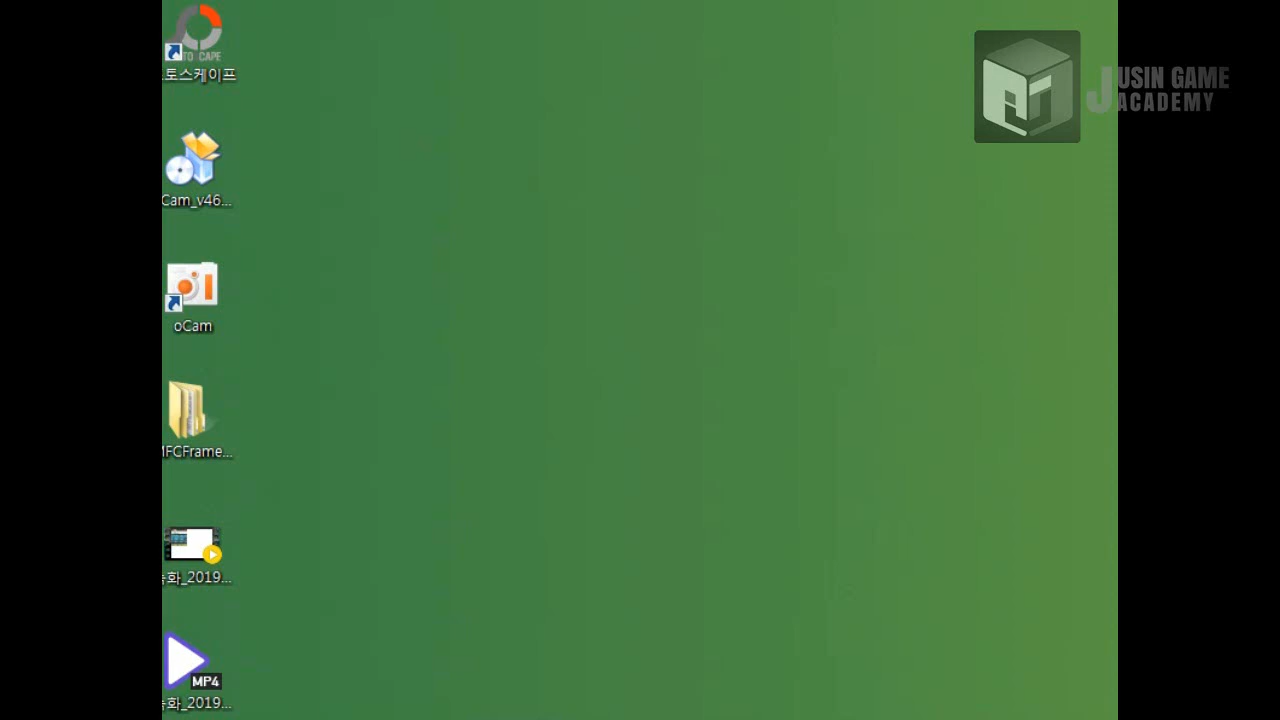 TO CAPE
토스케이프
Cam_v46...
oCam
FCFrame...
화_2019...
MP4
화_2019...
JUSIN GAME
ACADEMY